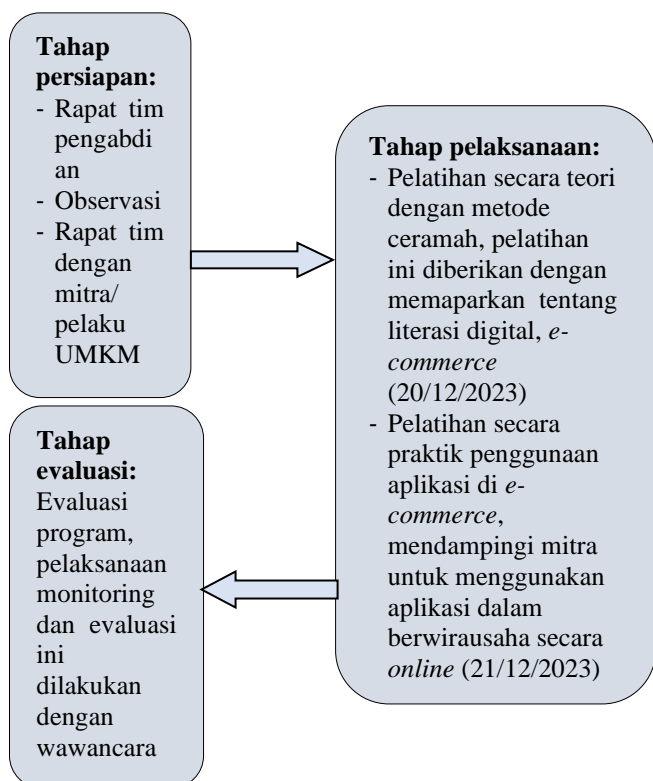 Tahap
persiapan:
- Rapat tim
pengabdi
an
- Observasi
- Rapat tim
dengan
mitra/
pelaku
UMKM
Tahap pelaksanaan:
- Pelatihan secara teori
dengan metode
ceramah, pelatihan
ini diberikan dengan
memaparkan tentang
literasi digital, e-
commerce
(20/12/2023)
- Pelatihan secara
praktik penggunaan
aplikasi di e-
commerce,
mendampingi mitra
untuk menggunakan
aplikasi dalam
berwirausaha secara
online (21/12/2023)
Tahap
evaluasi:
Evaluasi
program,
pelaksanaan
monitoring
dan evaluasi
ini
dilakukan
dengan
wawancara